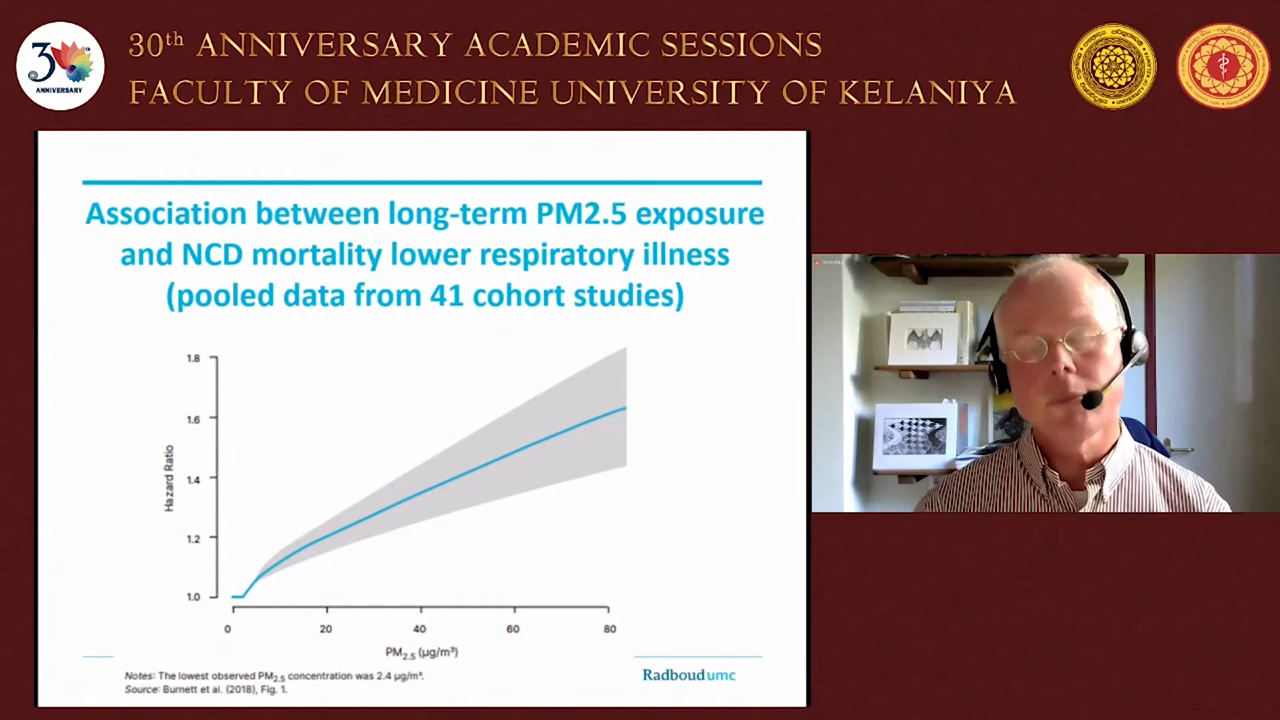 30th ANNIVERSARY ACADEMIC SESSIONS
FACULTY OF MEDICINE UNIVERSITY OF KELANIYA
30th
ANNIVERSARY
Association between long-term PM2.5 exposure
and NCD mortality lower respiratory illness
(pooled data from 41 cohort studies)
1.8
1.6
1.4
1.2
1.0
Hazard Ratio
0 20 40 60 80
PM2.5 (µg/m³)
Notes: The lowest observed PM2.5 concentration was 2.4 µg/m³.
Source: Burnett et al. (2018), Fig. 1.
Radboudumc